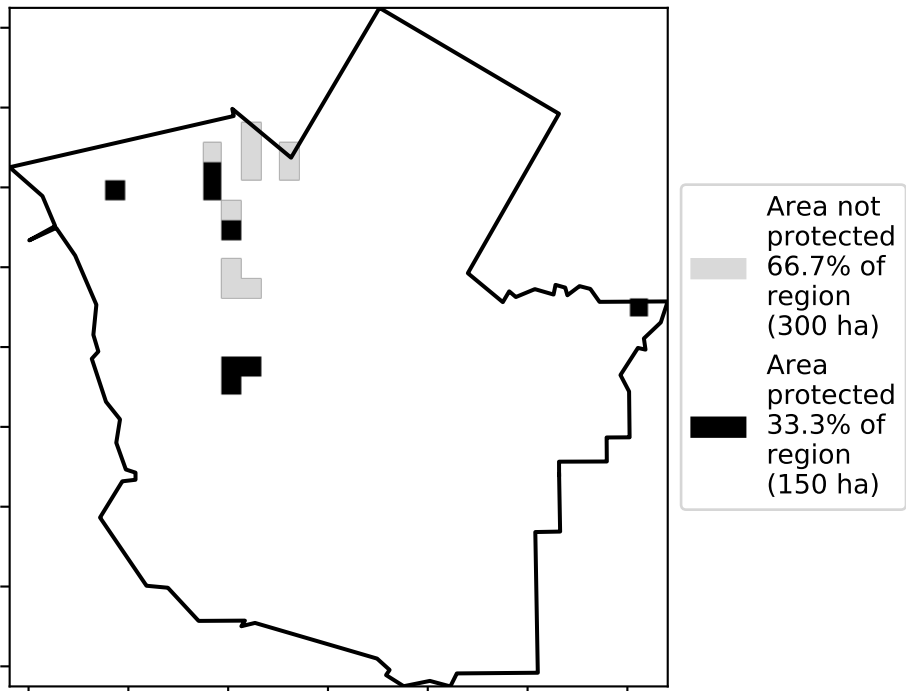 Area not
protected
66.7% of
region
(300 ha)
Area
protected
33.3% of
region
(150 ha)